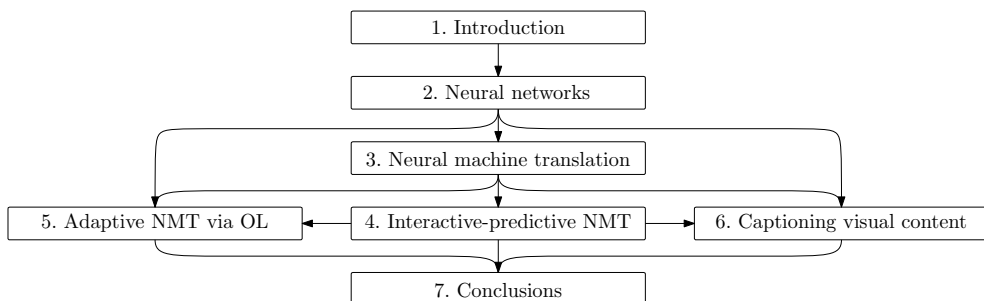 1. Introduction
2. Neural networks
3. Neural machine translation
5. Adaptive NMT via OL
4. Interactive-predictive NMT
6. Captioning visual content
7. Conclusions